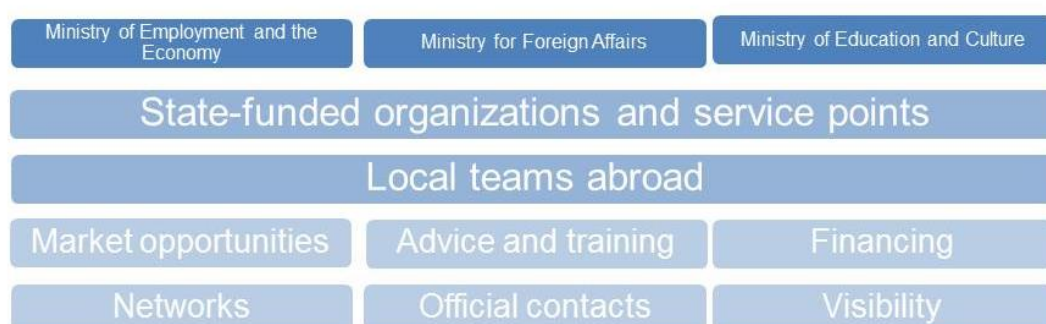 Ministry of Employment and the
Economy
Ministry for Foreign Affairs
Ministry of Education and Culture
State-funded organizations and service points
Local teams abroad
Market opportunities
Advice and training
Financing
Networks
Official contacts
Visibility